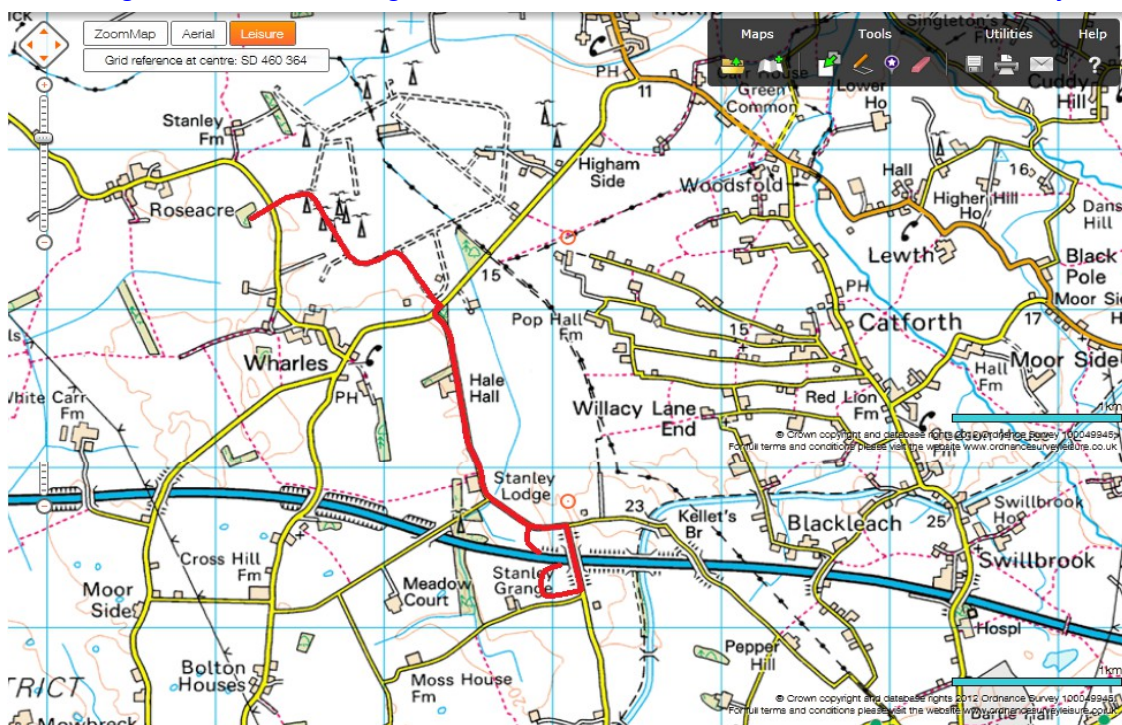 ZoomMap
Aerial
Leisure
Grid reference at centre: SD 460 364
Maps
Tools
Utilities
Help
PH
11
Carr House
Green
Common
Lower
Ho
Cuddy
Hill
Stanley
Fm
Higham
Side
Woodsfold
Hall
16
Higher Hill
Ho
Dans
Hill
Roseacre
Lewth
Black
Pole
15
PH
Moor Side
Pop Hall
Fm
15
Catforth
17
Wharles
Moor Side
Hall
Fm
Hale
Hall
White Carr
Fm
PH
Willacy Lane
End
Red Lion
Fm
1km
© Crown copyright and database rights 2012 Ordnance Survey 100049945
For full terms and conditions please visit the website www.ordnancesurveyleisure.co.uk
Stanley
Lodge
23
Kellet's
Br
Blackleach
25
Swillbrook
Ho
Swillbrook
Cross Hill
Fm
Stanley
Grange
Meadow
Court
Moor
Side
Hospl
Pepper
Hill
Bolton
Houses
Moss House
Fm
1km
TRICT
© Crown copyright and database rights 2012 Ordnance Survey 100049945
For full terms and conditions please visit the website www.ordnancesurveyleisure.co.uk
Mowbreck